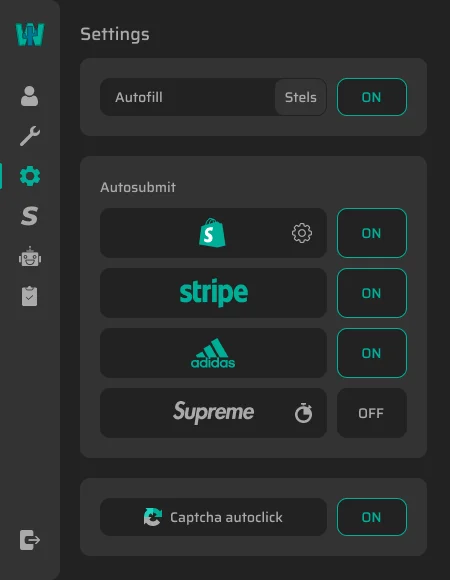 Settings
Autofill Stels ON
Autosubmit
ON
stripe ON
adidas ON
Supreme OFF
Captcha autoclick ON